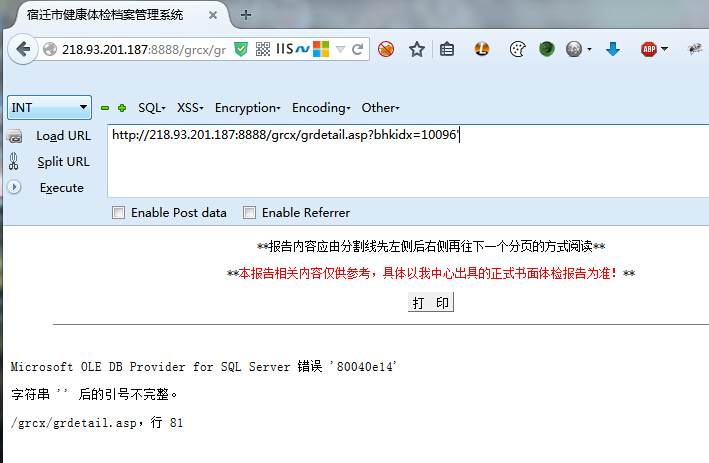 宿迁市健康体检档案管理系统
218.93.201.187:8888/grcx/gr
IIS
ABP
INT
SQL
XSS
Encryption
Encoding
Other
Load URL
http://218.93.201.187:8888/grcx/grdetail.asp?bhkidx=10096'
Split URL
Execute
Enable Post data
Enable Referrer
**报告内容应由分割线先左侧后右侧再往下一个分页的方式阅读**
**本报告相关内容仅供参考，具体以我中心出具的正式书面体检报告为准！**
打 印
Microsoft OLE DB Provider for SQL Server 错误 '80040e14'
字符串 '' 后的引号不完整。
/grcx/grdetail.asp，行 81